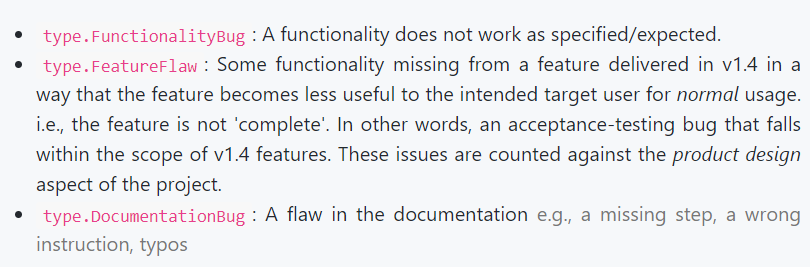 • type.FunctionalityBug : A functionality does not work as specified/expected.
• type.FeatureFlaw : Some functionality missing from a feature delivered in v1.4 in a
way that the feature becomes less useful to the intended target user for normal usage.
i.e., the feature is not 'complete'. In other words, an acceptance-testing bug that falls
within the scope of v1.4 features. These issues are counted against the product design
aspect of the project.
• type.DocumentationBug : A flaw in the documentation e.g., a missing step, a wrong
instruction, typos